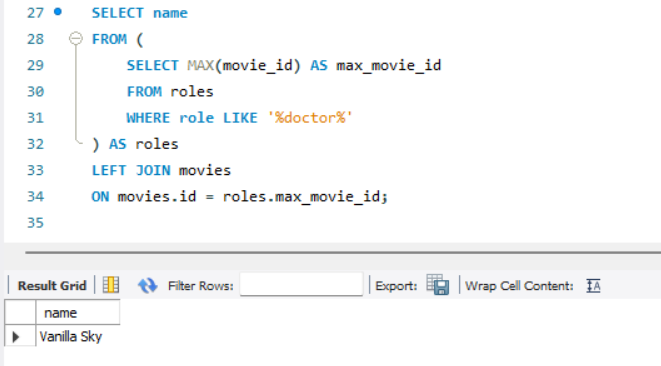 27 SELECT name
28 FROM (
29 SELECT MAX(movie_id) AS max_movie_id
30 FROM roles
31 WHERE role LIKE '%doctor%'
32 ) AS roles
33 LEFT JOIN movies
34 ON movies.id = roles.max_movie_id;
35
Result Grid Filter Rows: Export: Wrap Cell Content: IA
name
Vanilla Sky